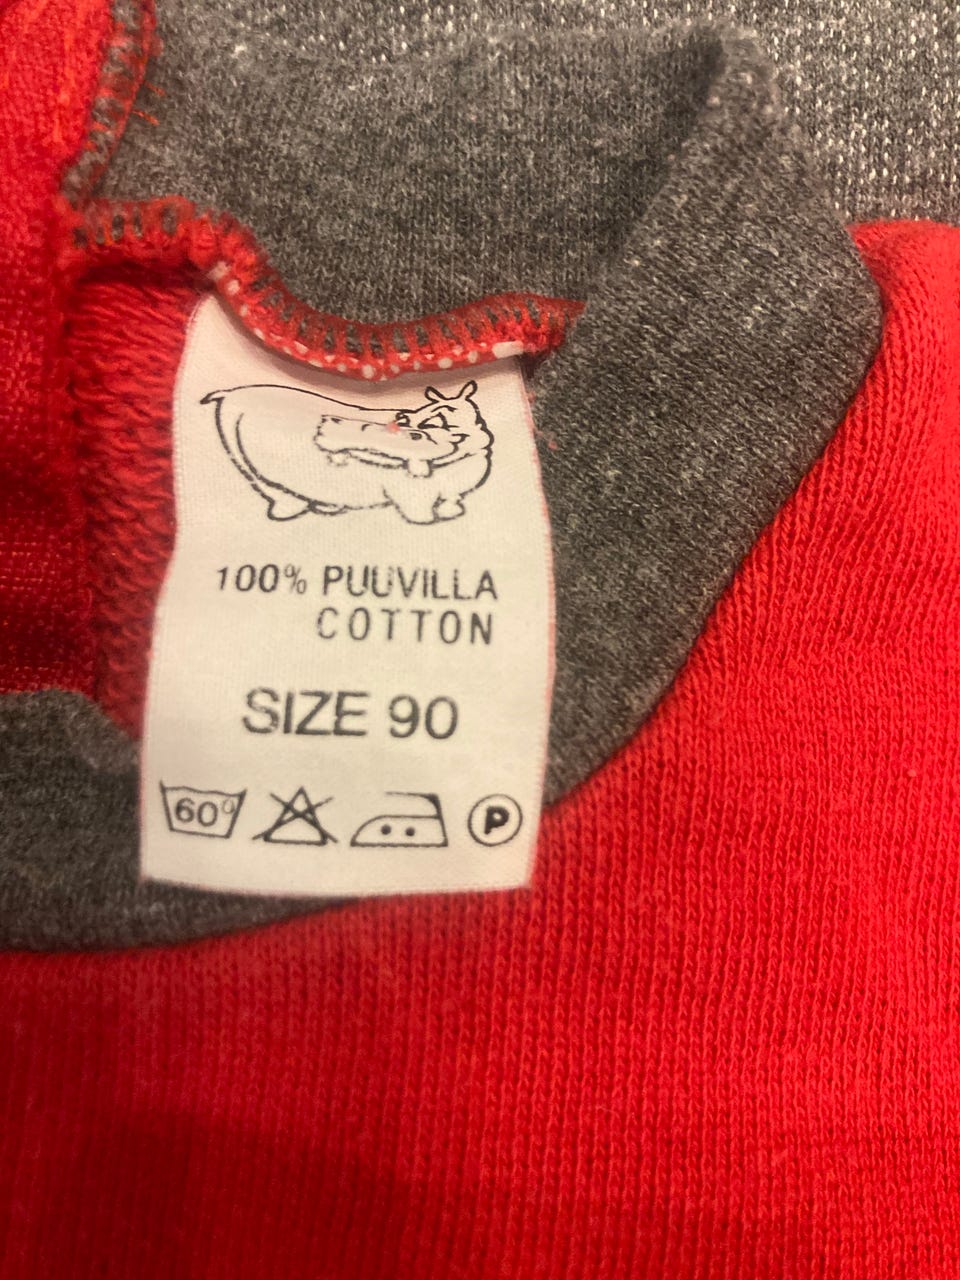 100% PUUVILLA
COTTON
SIZE 90
60° P